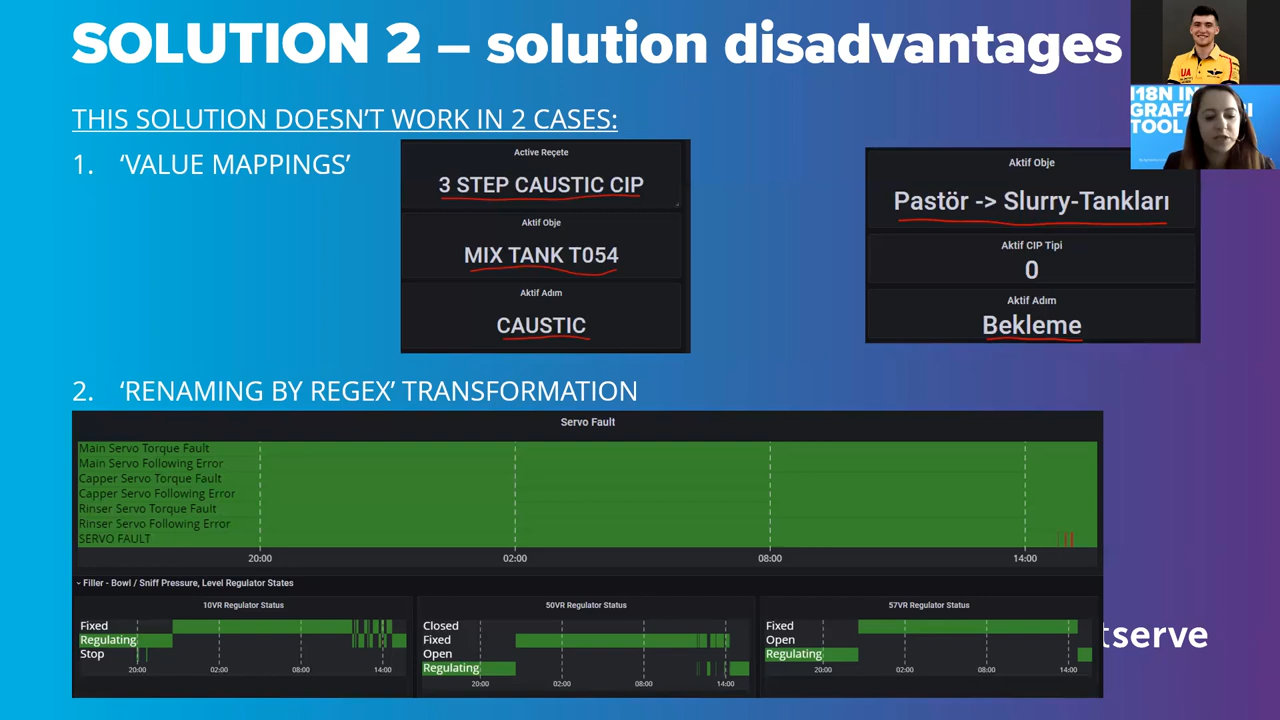 SOLUTION 2 – solution disadvantages
THIS SOLUTION DOESN'T WORK IN 2 CASES:
1. 'VALUE MAPPINGS'
Active Reçete
3 STEP CAUSTIC CIP
Aktif Obje
MIX TANK T054
Aktif Adım
CAUSTIC
Aktif Obje
Pastör -> Slurry-Tankları
Aktif CIP Tipi
0
Aktif Adım
Bekleme
I18N IN
GRAFA
TOOL
UA
2. 'RENAMING BY REGEX' TRANSFORMATION
Servo Fault
Main Servo Torque Fault
Main Servo Following Error
Capper Servo Torque Fault
Capper Servo Following Error
Rinser Servo Torque Fault
Rinser Servo Following Error
SERVO FAULT
20:00 02:00 08:00 14:00
Filler - Bowl / Sniff Pressure, Level Regulator States
10VR Regulator Status
Fixed
Regulating
Stop
20:00 02:00 08:00 14:00
50VR Regulator Status
Closed
Fixed
Open
Regulating
20:00 02:00 08:00 14:00
57VR Regulator Status
Fixed
Open
Regulating
20:00 02:00 08:00 14:00
tserve